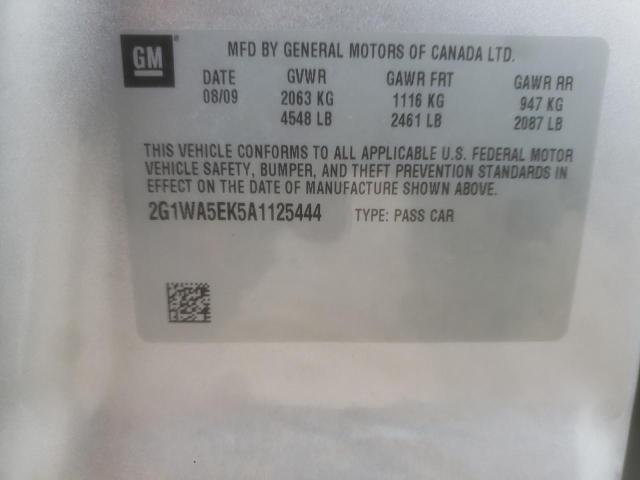 GM
MFD BY GENERAL MOTORS OF CANADA LTD.
DATE GVWR GAWR FRT GAWR RR
08/09 2063 KG 1116 KG 947 KG
4548 LB 2461 LB 2087 LB
THIS VEHICLE CONFORMS TO ALL APPLICABLE U.S. FEDERAL MOTOR
VEHICLE SAFETY, BUMPER, AND THEFT PREVENTION STANDARDS IN
EFFECT ON THE DATE OF MANUFACTURE SHOWN ABOVE.
2G1WA5EK5A1125444 TYPE: PASS CAR